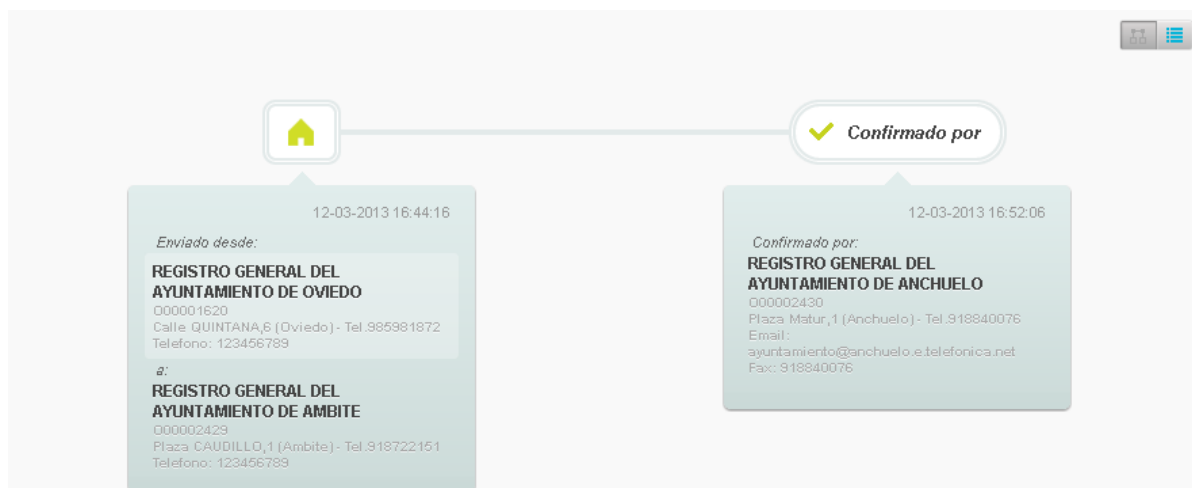 Confirmado por
12-03-2013 16:44:16
Enviado desde:
REGISTRO GENERAL DEL
AYUNTAMIENTO DE OVIEDO
O00001620
Calle QUINTANA,6 (Oviedo)- Tel.985981872
Telefono: 123456789
a:
REGISTRO GENERAL DEL
AYUNTAMIENTO DE AMBITE
O00002429
Plaza CAUDILLO,1 (Ambite)- Tel.918722151
Telefono: 123456789
12-03-2013 16:52:06
Confirmado por:
REGISTRO GENERAL DEL
AYUNTAMIENTO DE ANCHUELO
O00002430
Plaza Matur,1 (Anchuelo)- Tel.918840076
Email:
ayuntamiento@anchuelo.e.telefonica.net
Fax: 918840076